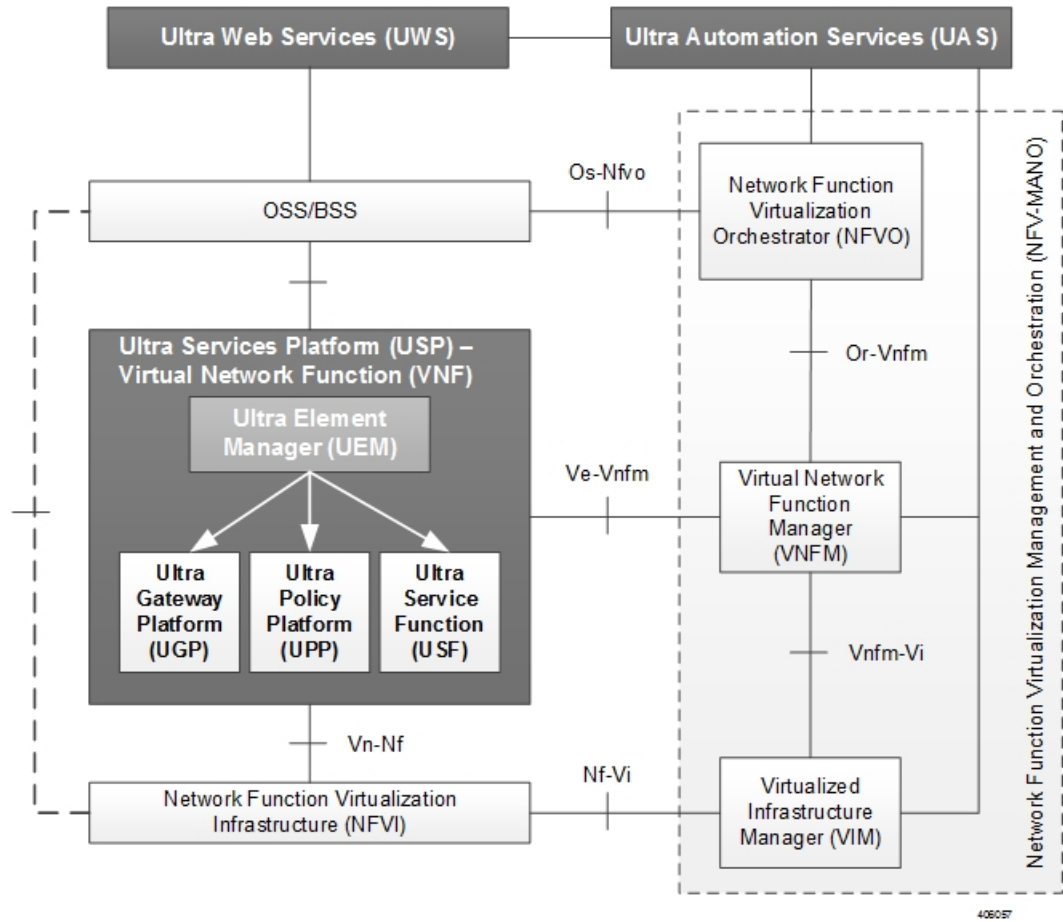 Ultra Web Services (UWS)
Ultra Automation Services (UAS)
OSS/BSS
Os-Nfvo
Network Function
Virtualization
Orchestrator (NFVO)
Ultra Services Platform (USP) –
Virtual Network Function (VNF)
Ultra Element
Manager (UEM)
Ultra
Gateway
Platform
(UGP)
Ultra
Policy
Platform
(UPP)
Ultra
Service
Function
(USF)
Or-Vnfm
Ve-Vnfm
Virtual Network
Function
Manager
(VNFM)
Vnfm-Vi
Vn-Nf
Network Function Virtualization
Infrastructure (NFVI)
Nf-Vi
Virtualized
Infrastructure
Manager (VIM)
Network Function Virtualization Management and Orchestration (NFV-MANO)
406057